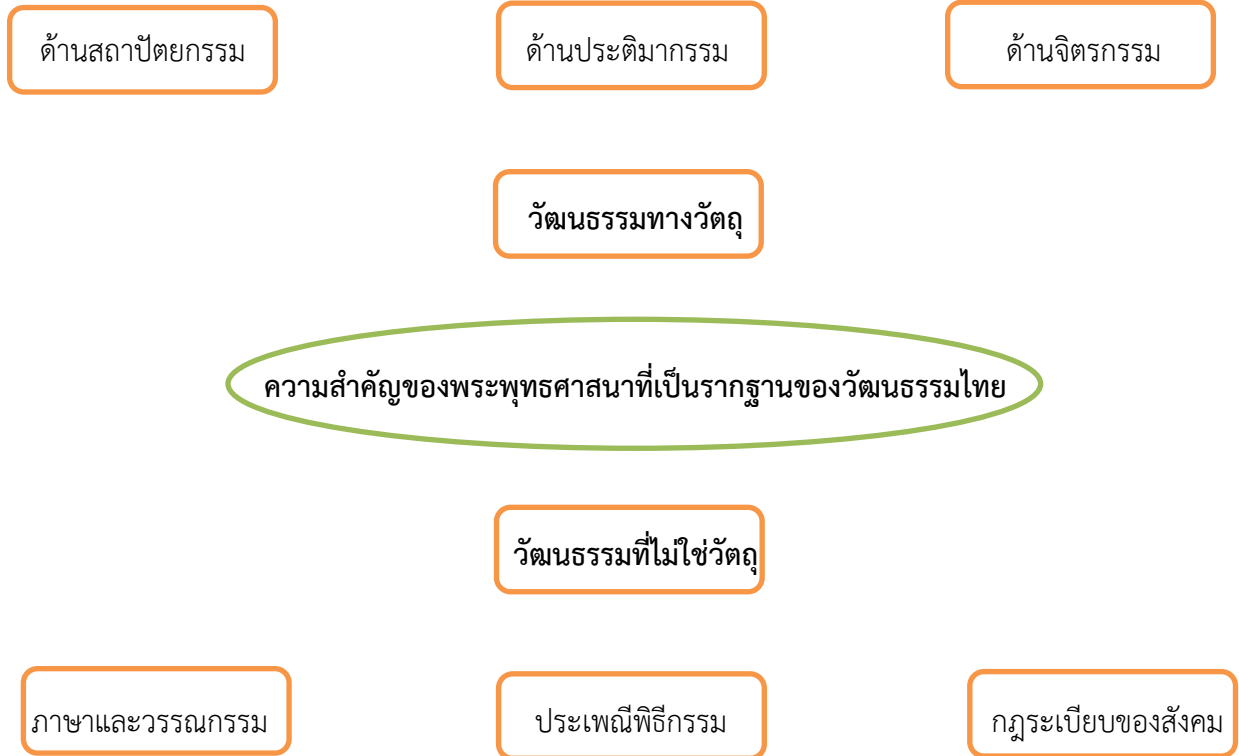 ด้านสถาปัตยกรรม
ด้านประติมากรรม
ด้านจิตรกรรม
วัฒนธรรมทางวัตถุ
ความสำคัญของพระพุทธศาสนาที่เป็นรากฐานของวัฒนธรรมไทย
วัฒนธรรมที่ไม่ใช่วัตถุ
ภาษาและวรรณกรรม
ประเพณีพิธีกรรม
กฎระเบียบของสังคม